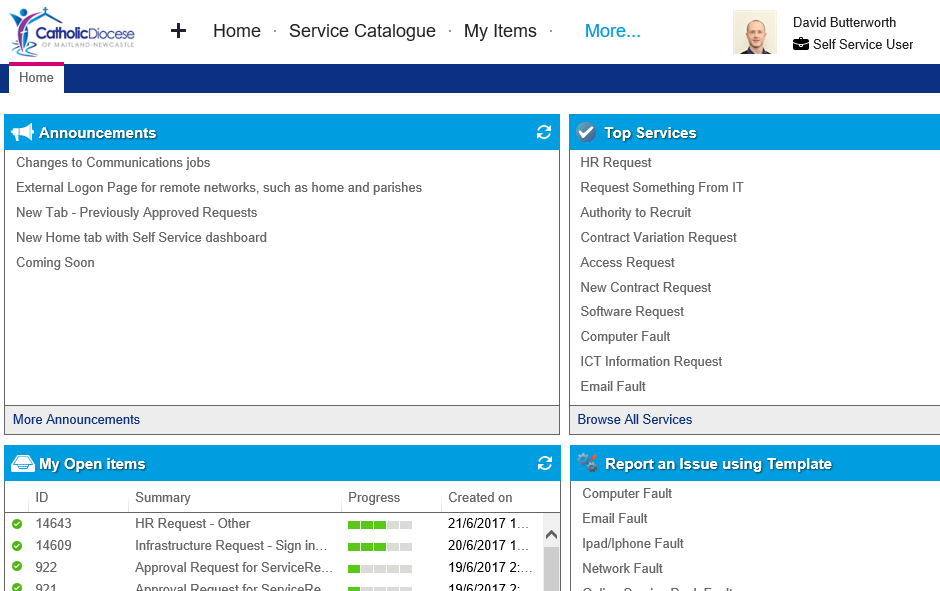 CatholicDiocese
OF MAITLAND-NEWCASTLE
Home · Service Catalogue · My Items · More...
David Butterworth
Self Service User
Home
Announcements
Changes to Communications jobs
External Logon Page for remote networks, such as home and parishes
New Tab - Previously Approved Requests
New Home tab with Self Service dashboard
Coming Soon
More Announcements
Top Services
HR Request
Request Something From IT
Authority to Recruit
Contract Variation Request
Access Request
New Contract Request
Software Request
Computer Fault
ICT Information Request
Email Fault
Browse All Services
My Open items
ID Summary Progress Created on
14643 HR Request - Other 21/6/2017 1...
14609 Infrastructure Request - Sign in... 20/6/2017 1...
922 Approval Request for ServiceRe... 19/6/2017 2:...
921 Approval Request for ServiceRe... 19/6/2017 2:...
Report an Issue using Template
Computer Fault
Email Fault
Ipad/Iphone Fault
Network Fault